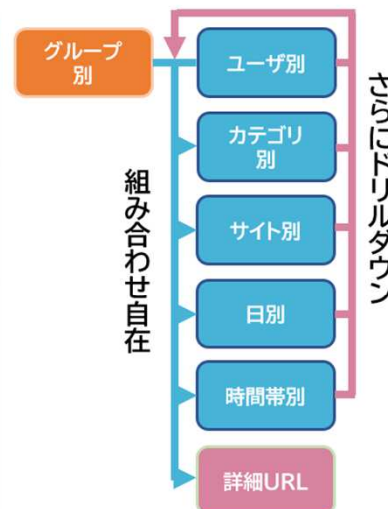 グループ
別
ユーザ別
カテゴリ
別
サイト別
日別
時間帯別
詳細URL
組み合わせ自在
さらにドリルダウン